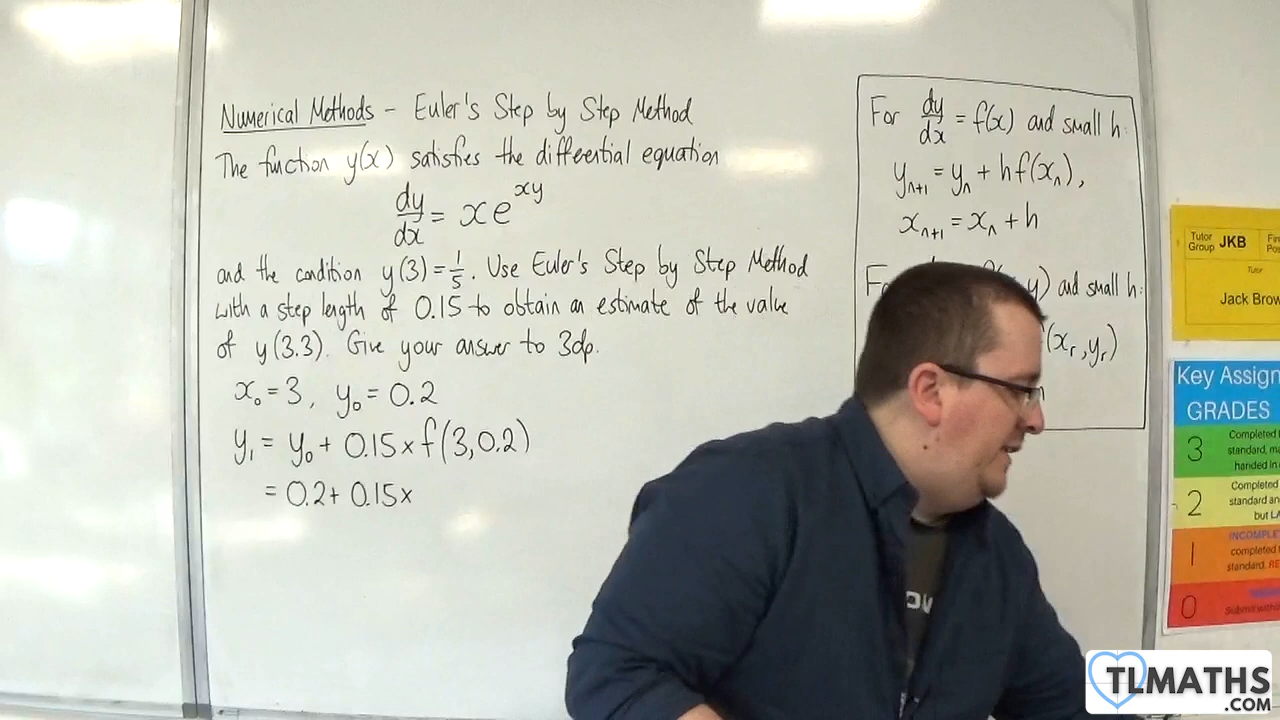 Numerical Methods - Euler's Step by Step Method
The function y(x) satisfies the differential equation
dy/dx = xe^xy
and the condition y(3) = 1/5. Use Euler's Step by Step Method
with a step length of 0.15 to obtain an estimate of the value
of y(3.3). Give your answer to 3dp.
x₀ = 3, y₀ = 0.2
y₁ = y₀ + 0.15 × f(3, 0.2)
= 0.2 + 0.15 ×
For dy/dx = f(x) and small h:
yₙ₊₁ = yₙ + h f(xₙ),
xₙ₊₁ = xₙ + h
y) and small h:
(xᵣ, yᵣ)
Tutor
Group JKB
Tutor
Jack Brow
Key Assign
GRADES
3 Completed
standard, ma
handed in
2 Completed
standard an
but LA
1 INCOMPLE
completed
standard. RE
0
Submit with
TLMATHS
.COM